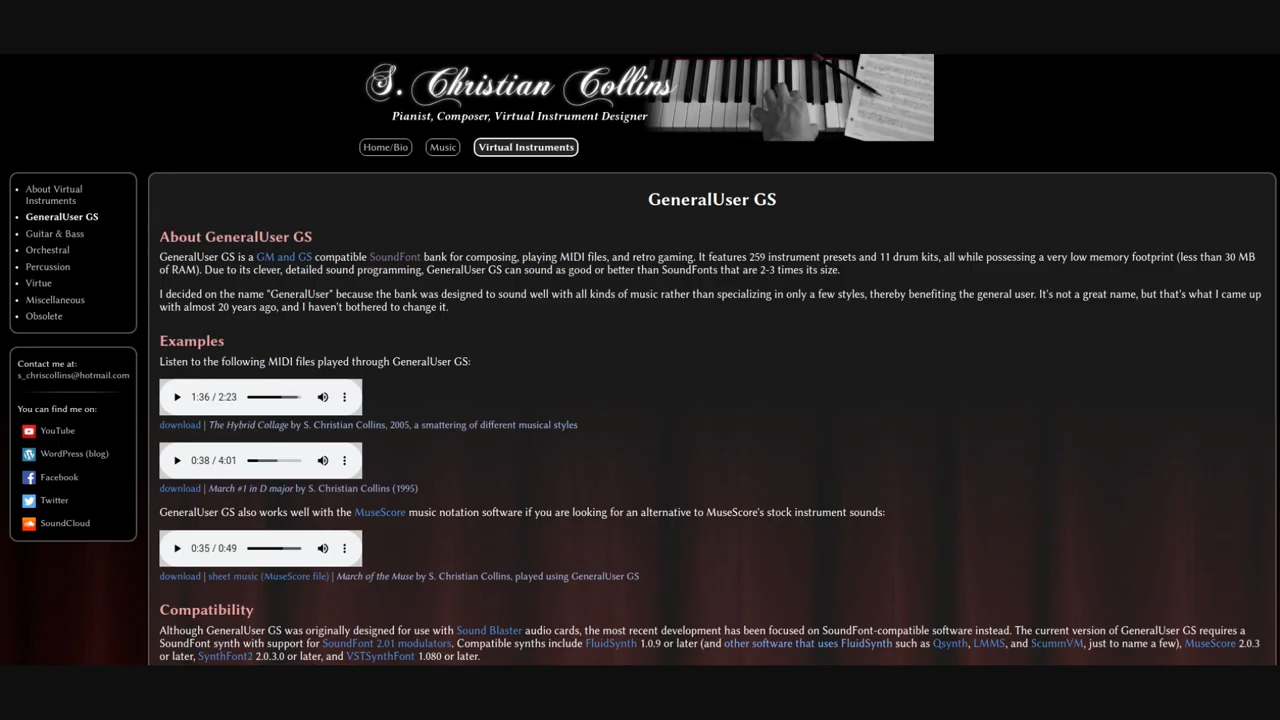 S. Christian Collins
Pianist, Composer, Virtual Instrument Designer
Home/Bio
Music
Virtual Instruments
About Virtual
Instruments
GeneralUser GS
Guitar & Bass
Orchestral
Percussion
Virtue
Miscellaneous
Obsolete
Contact me at:
s_chriscollins@hotmail.com
You can find me on:
YouTube
WordPress (blog)
Facebook
Twitter
SoundCloud
GeneralUser GS
About GeneralUser GS
GeneralUser GS is a GM and GS compatible SoundFont bank for composing, playing MIDI files, and retro gaming. It features 259 instrument presets and 11 drum kits, all while possessing a very low memory footprint (less than 30 MB
of RAM). Due to its clever, detailed sound programming, GeneralUser GS can sound as good or better than SoundFonts that are 2-3 times its size.
I decided on the name "GeneralUser" because the bank was designed to sound well with all kinds of music rather than specializing in only a few styles, thereby benefiting the general user. It's not a great name, but that's what I came up
with almost 20 years ago, and I haven't bothered to change it.
Examples
Listen to the following MIDI files played through GeneralUser GS:
1:36 / 2:23
download | The Hybrid Collage by S. Christian Collins, 2005, a smattering of different musical styles
0:38 / 4:01
download | March #1 in D major by S. Christian Collins (1995)
GeneralUser GS also works well with the MuseScore music notation software if you are looking for an alternative to MuseScore's stock instrument sounds:
0:35 / 0:49
download | sheet music (MuseScore file) | March of the Muse by S. Christian Collins, played using GeneralUser GS
Compatibility
Although GeneralUser GS was originally designed for use with Sound Blaster audio cards, the most recent development has been focused on SoundFont-compatible software instead. The current version of GeneralUser GS requires a
SoundFont synth with support for SoundFont 2.01 modulators. Compatible synths include FluidSynth 1.0.9 or later (and other software that uses FluidSynth such as Qsynth, LMMS, and ScummVM, just to name a few), MuseScore 2.0.3
or later, SynthFont2 2.0.3.0 or later, and VSTSynthFont 1.080 or later.